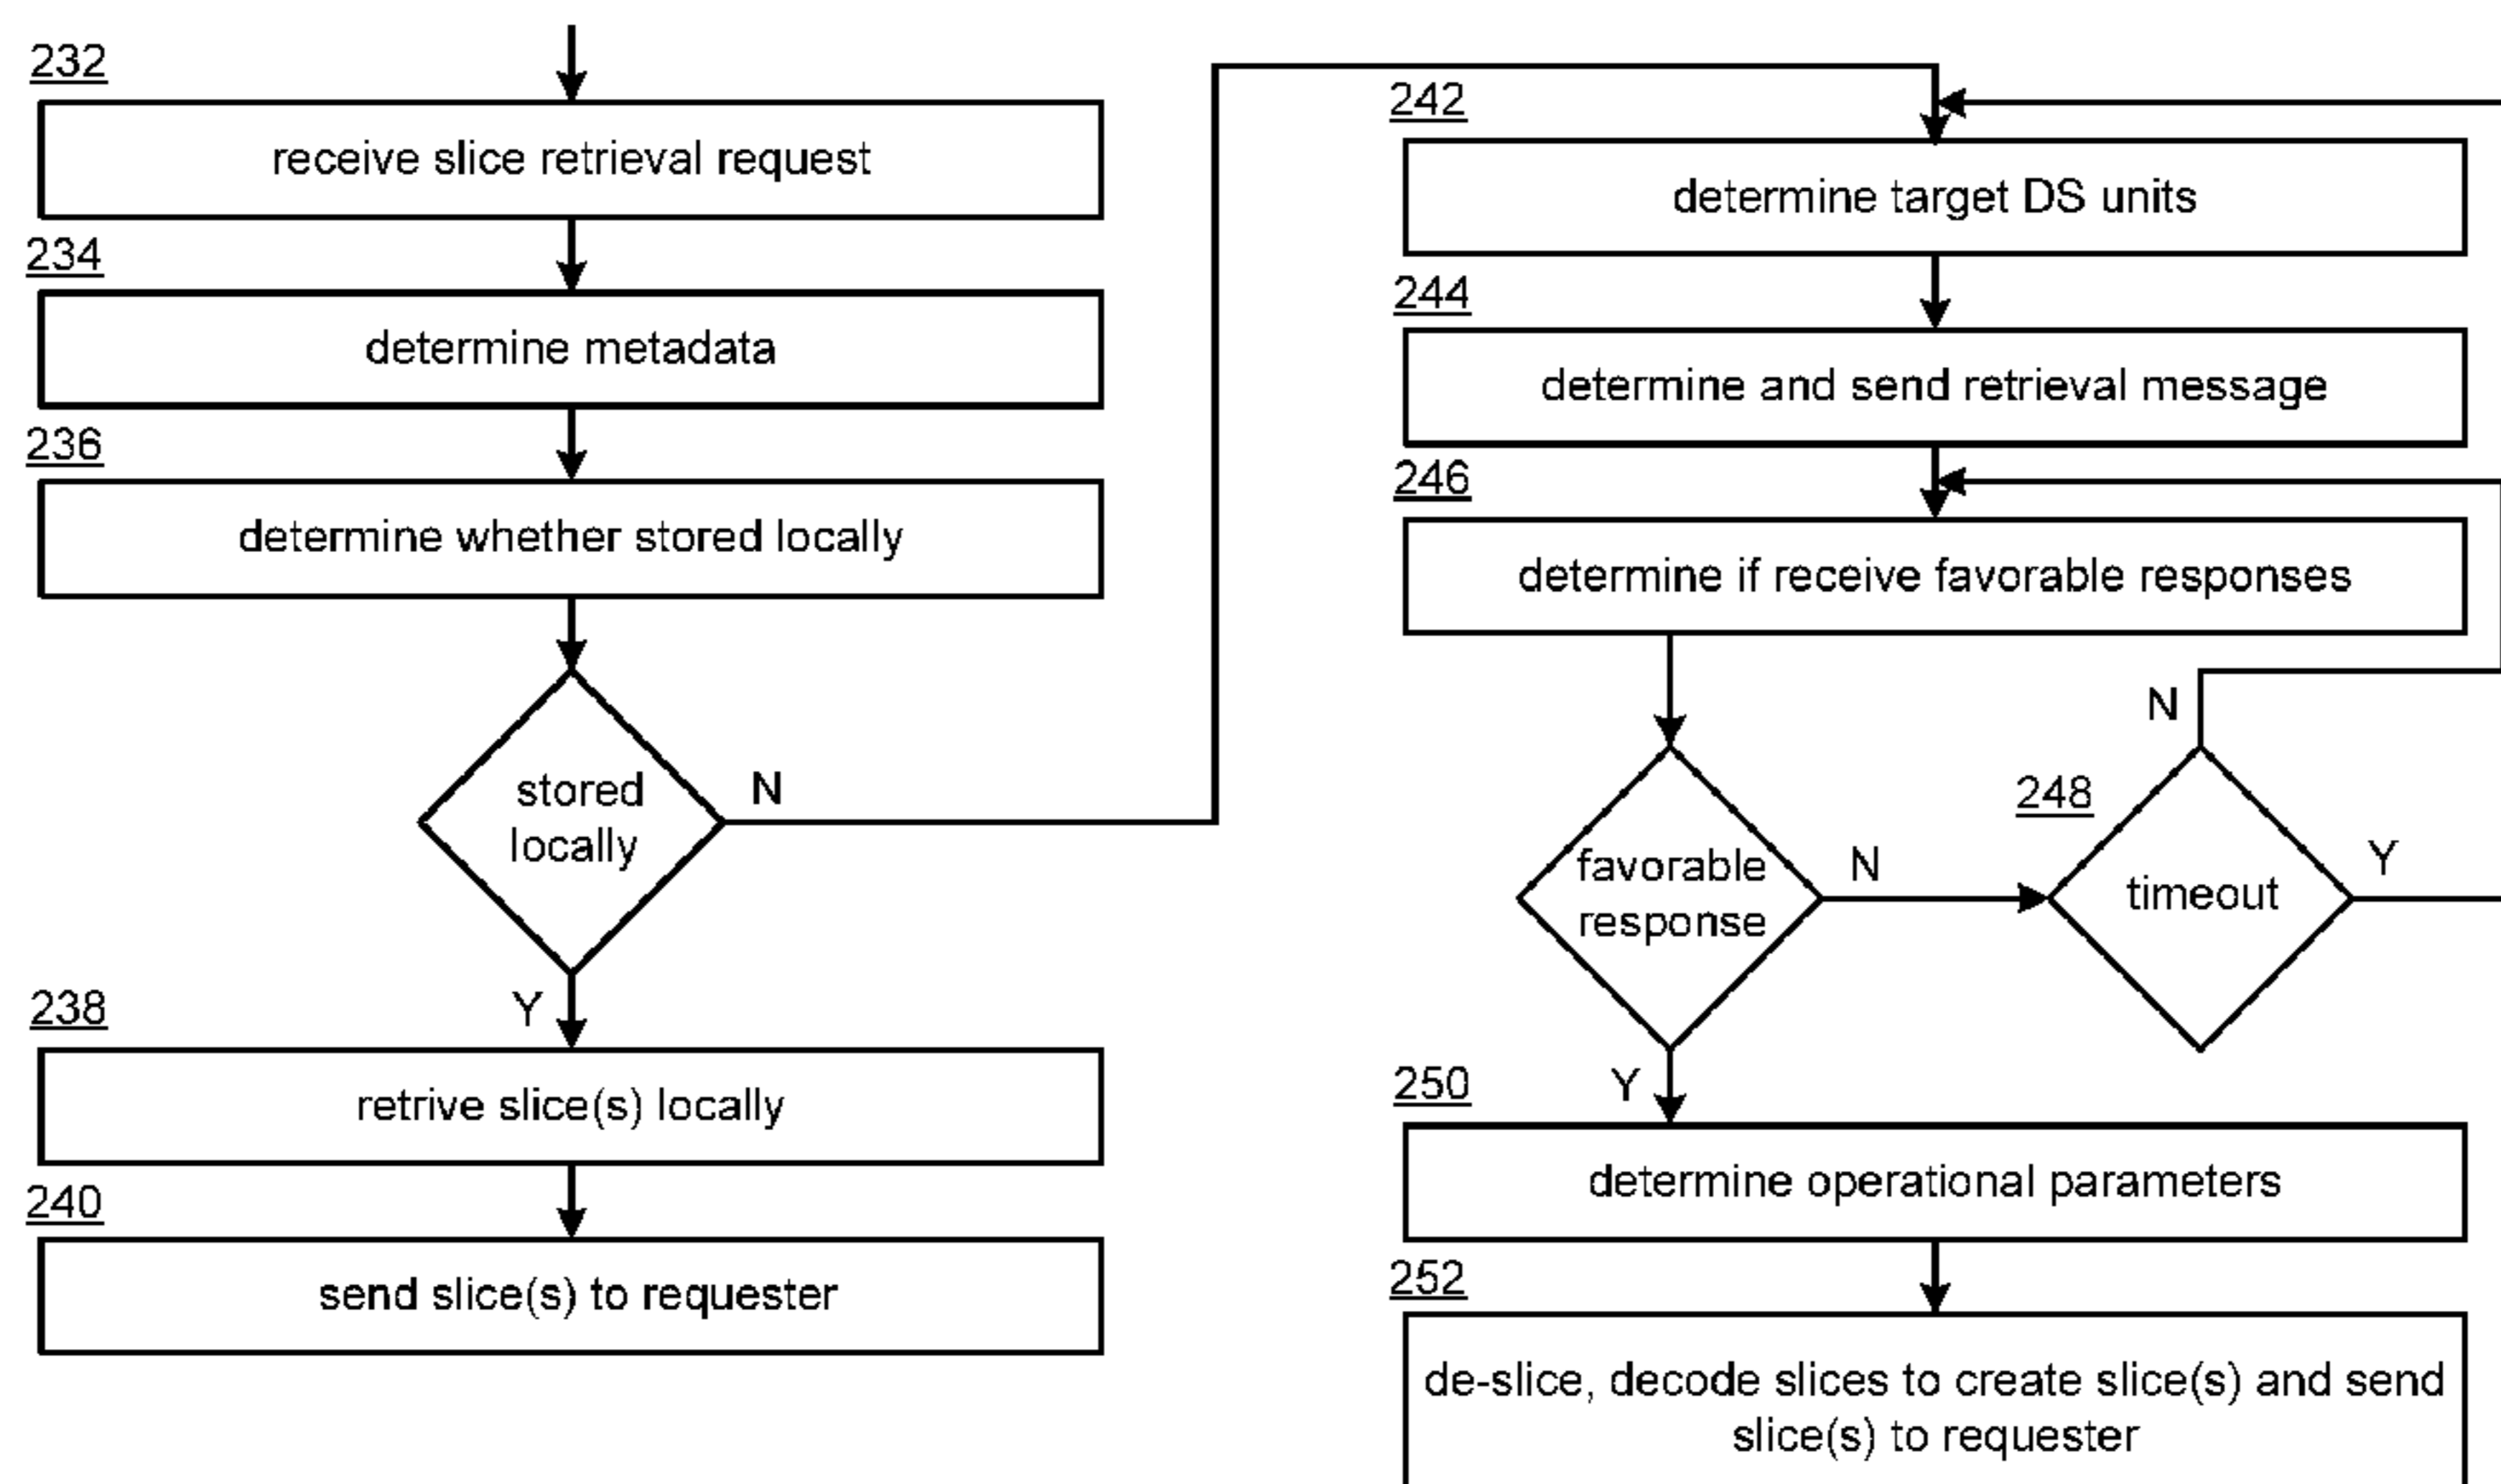 232
receive slice retrieval request
234
determine metadata
236
determine whether stored locally
stored
locally
N
Y
238
retrive slice(s) locally
240
send slice(s) to requester
242
determine target DS units
244
determine and send retrieval message
246
determine if receive favorable responses
favorable
response
N
248
timeout
N
Y
Y
250
determine operational parameters
252
de-slice, decode slices to create slice(s) and send
slice(s) to requester